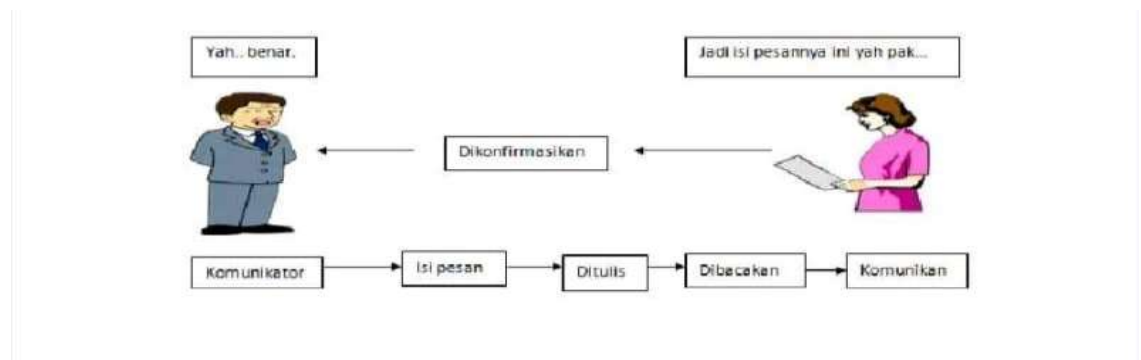 Yah.. benar.
Jadi isi pesannya ini yah pak...
Dikonfirmasikan
Komunikator
Isi pesan
Ditulis
Dibacakan
Komunikan